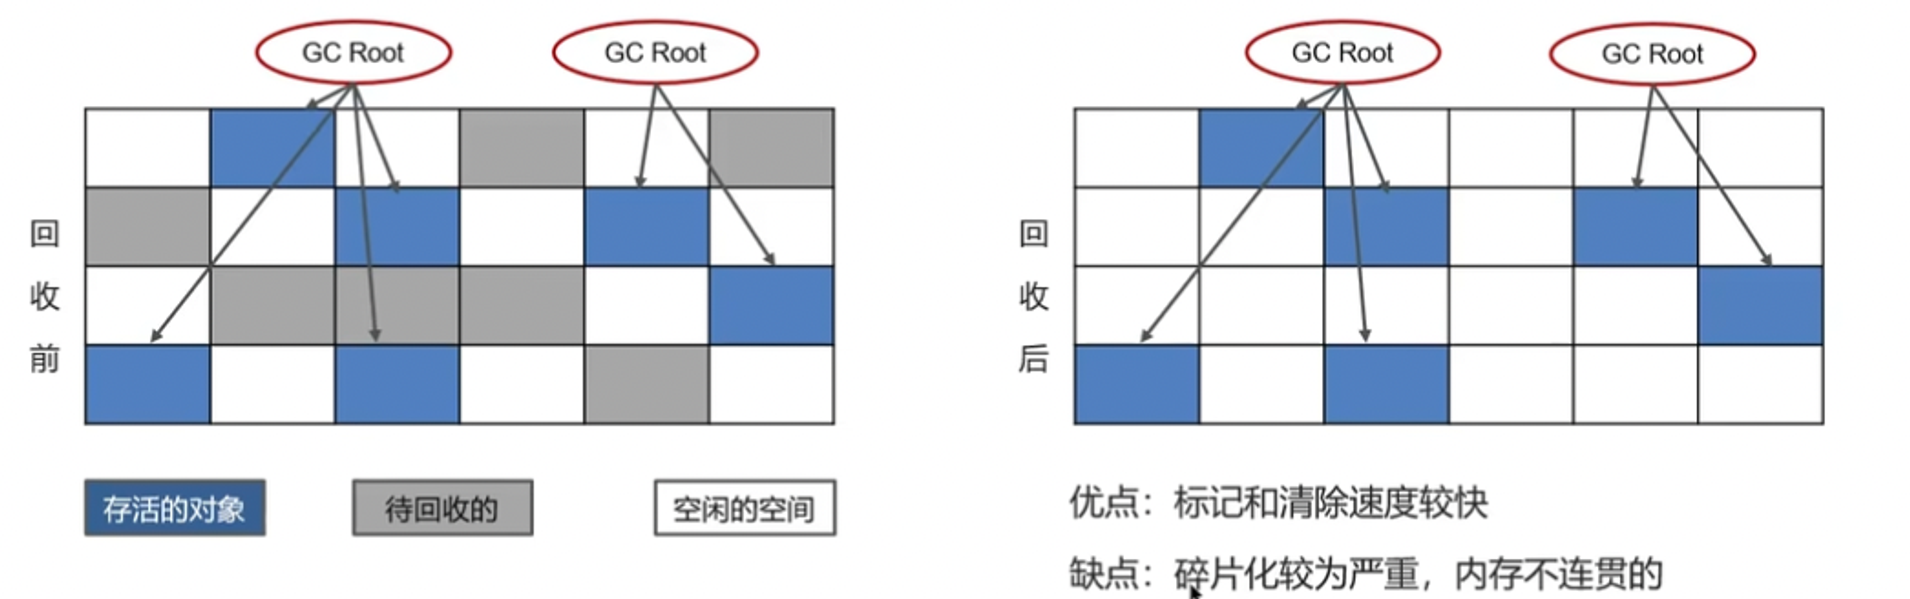 GC Root
GC Root
回收前
存活的对象
待回收的
空闲的空间
GC Root
GC Root
回收后
优点：标记和清除速度较快
缺点：碎片化较为严重，内存不连贯的